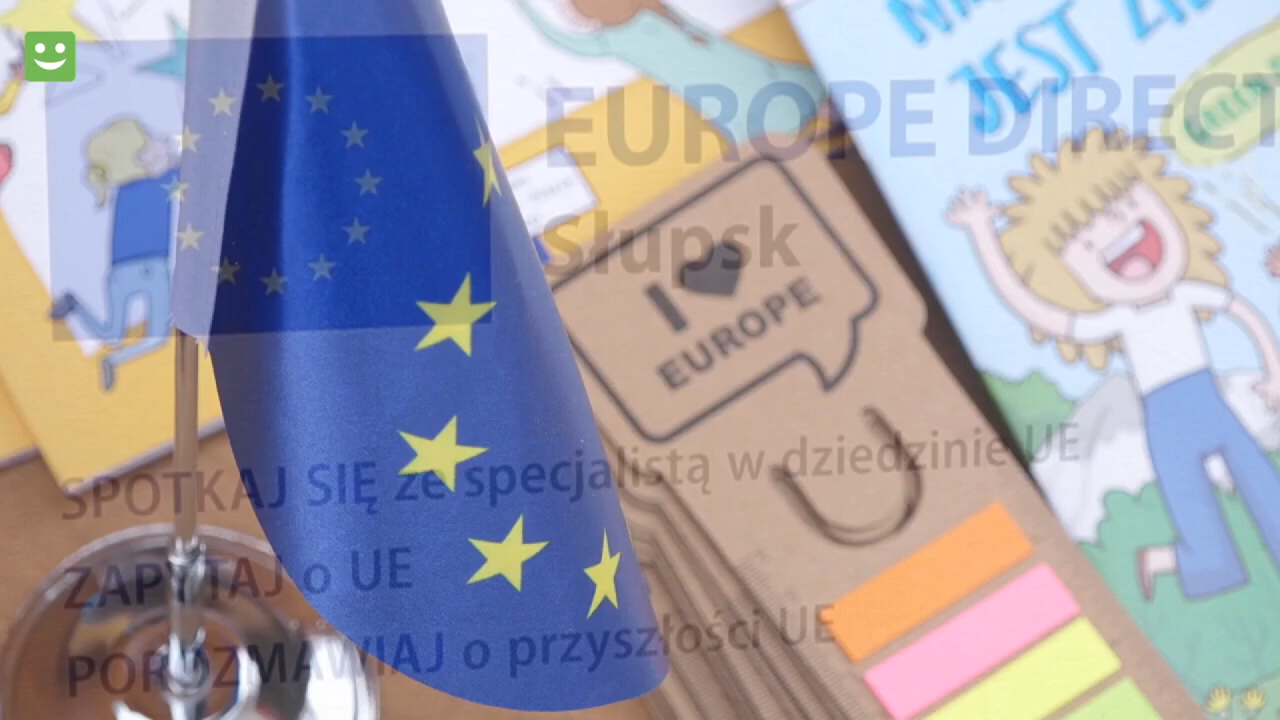 EUROPE DIRECT
Słupsk
JEST
I
EUROPE
SPOTKAJ SIĘ ze specjalistą w dziedzinie UE
ZAPYTAJ o UE
POROZMAWIAJ o przyszłości UE